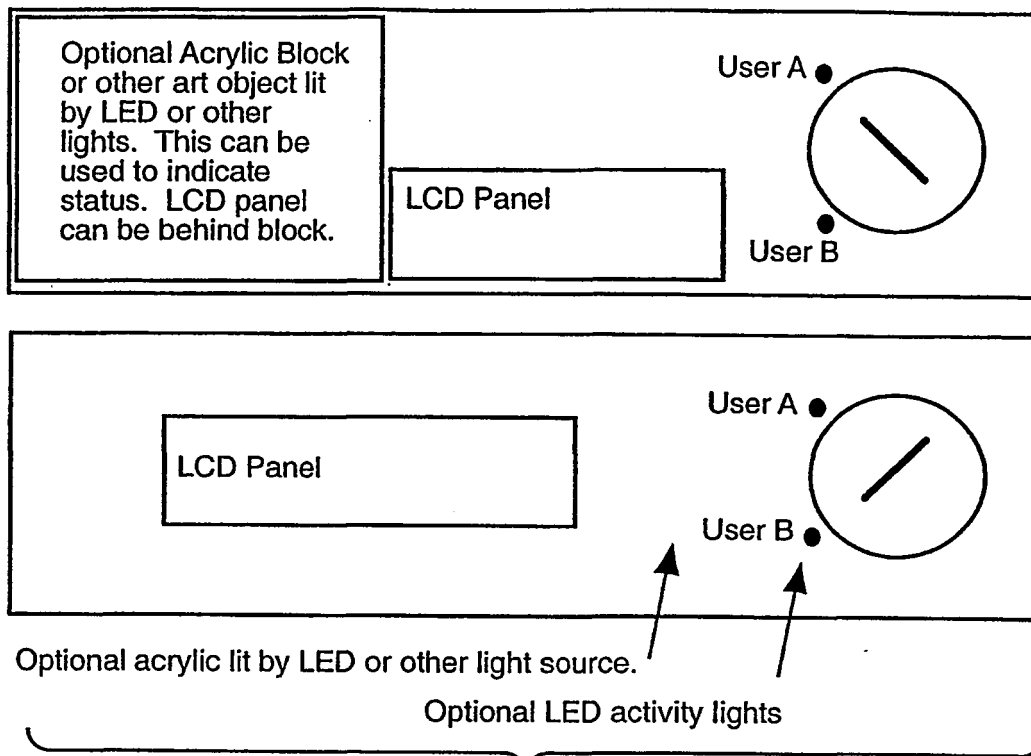 Optional Acrylic Block
or other art object lit
by LED or other
lights. This can be
used to indicate
status. LCD panel
can be behind block.
LCD Panel
User A
User B
LCD Panel
User A
User B
Optional acrylic lit by LED or other light source.
Optional LED activity lights